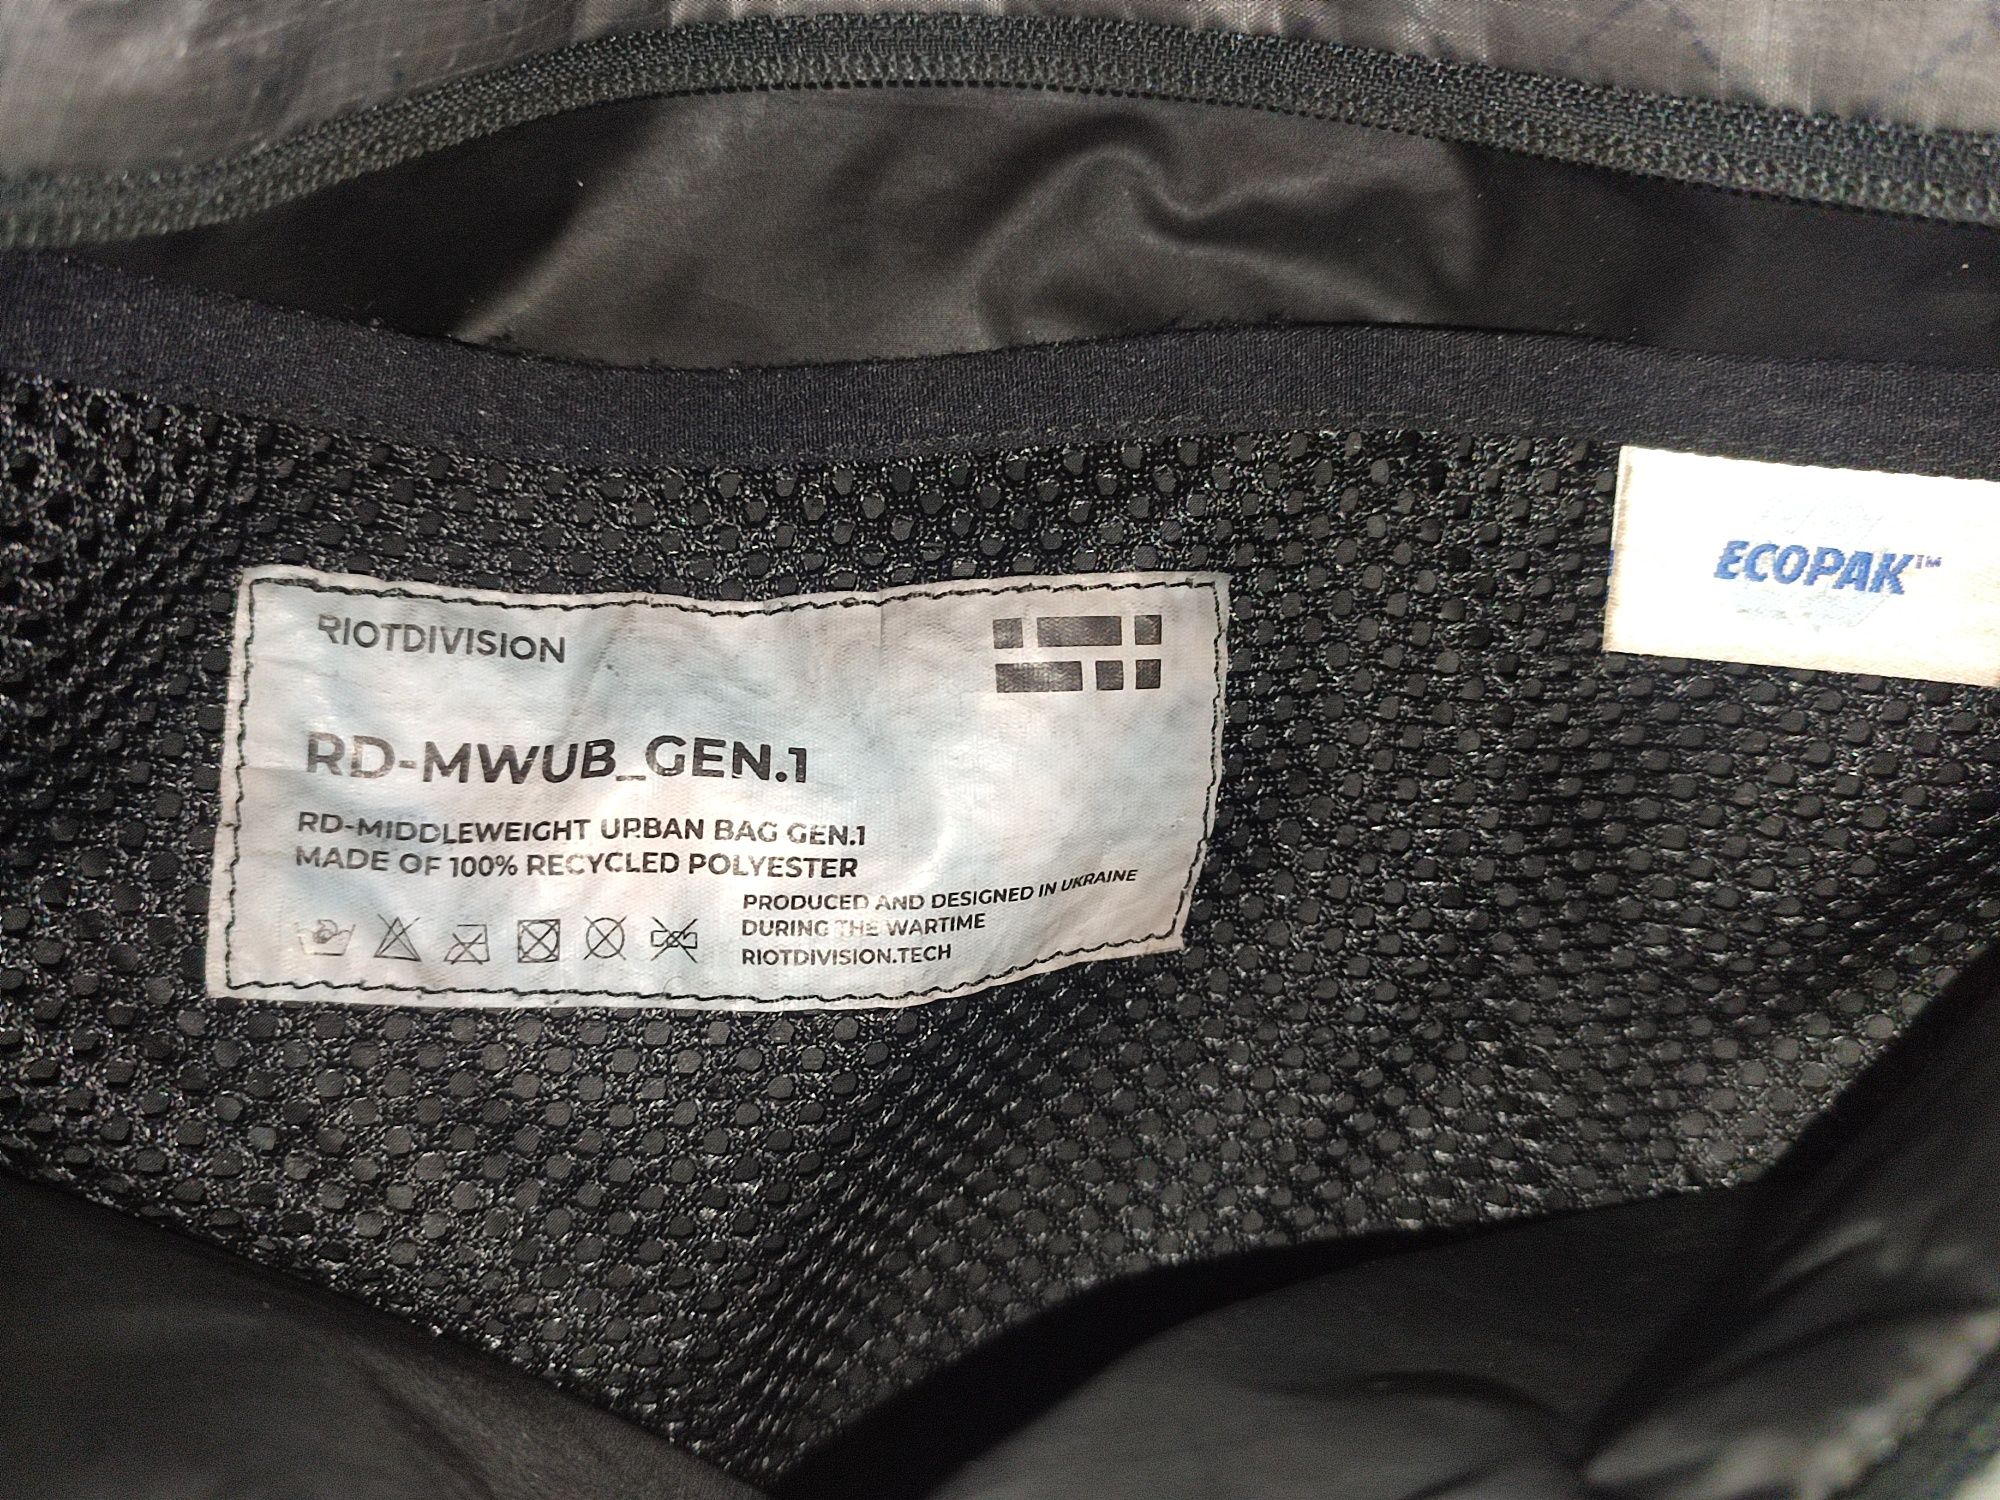 RIOTDIVISION
RD-MWUB_GEN.1
RD-MIDDLEWEIGHT URBAN BAG GEN.1
MADE OF 100% RECYCLED POLYESTER
PRODUCED AND DESIGNED IN UKRAINE
DURING THE WARTIME
RIOTDIVISION.TECH
ECOPAK™